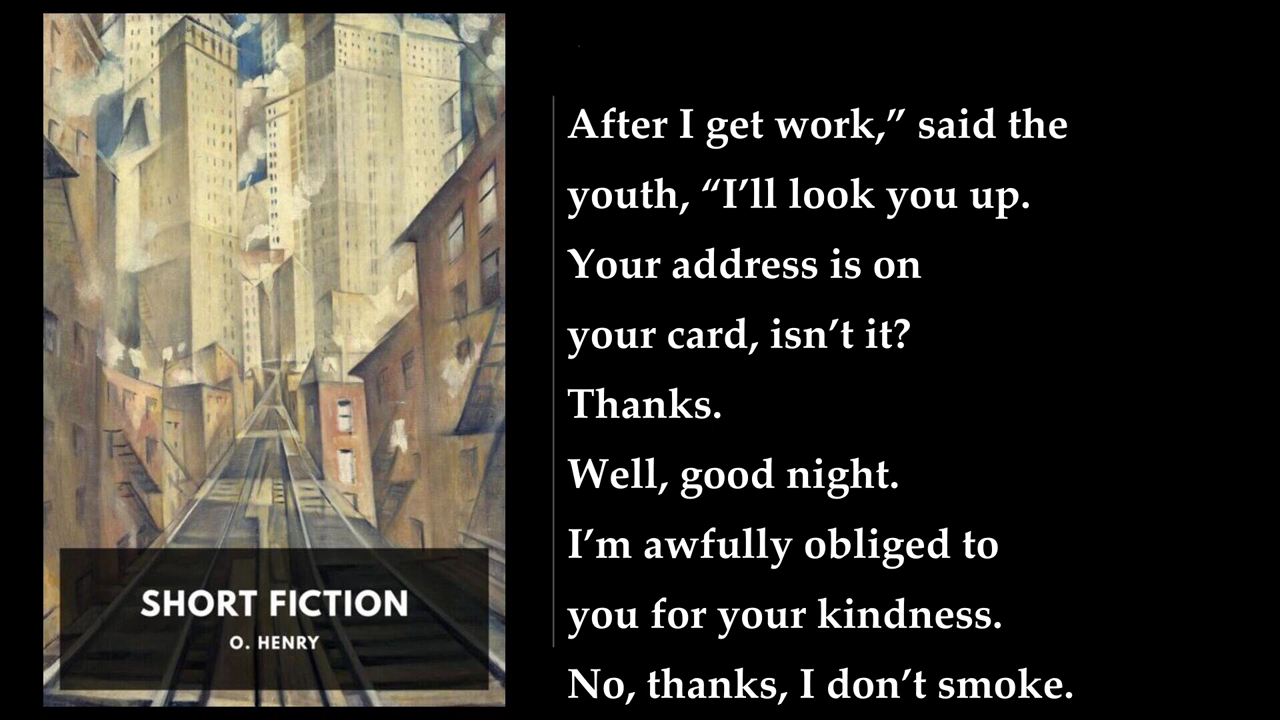 SHORT FICTION
O. HENRY
After I get work,” said the
youth, “I’ll look you up.
Your address is on
your card, isn’t it?
Thanks.
Well, good night.
I’m awfully obliged to
you for your kindness.
No, thanks, I don’t smoke.